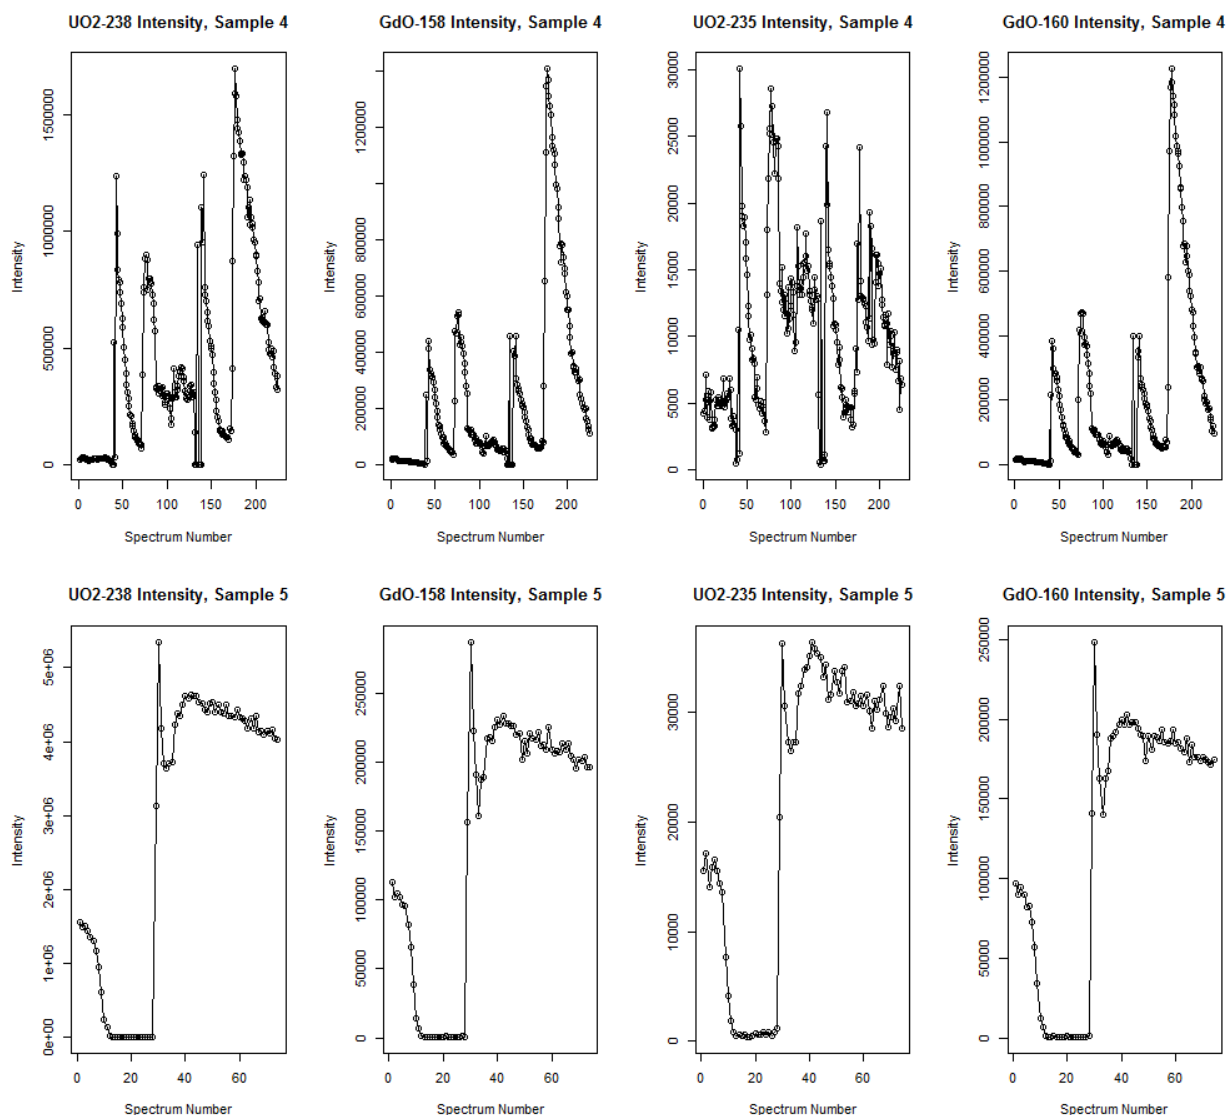 UO2-238 Intensity, Sample 4
Intensity
0
500000
1000000
1500000
0 50 100 150 200
Spectrum Number
GdO-158 Intensity, Sample 4
Intensity
0
200000
400000
600000
800000
1200000
0 50 100 150 200
Spectrum Number
UO2-235 Intensity, Sample 4
Intensity
0
5000
10000
15000
20000
25000
30000
0 50 100 150 200
Spectrum Number
GdO-160 Intensity, Sample 4
Intensity
0
200000
400000
600000
800000
1000000
1200000
0 50 100 150 200
Spectrum Number
UO2-238 Intensity, Sample 5
Intensity
0e+00
1e+06
2e+06
3e+06
4e+06
5e+06
0 20 40 60
Spectrum Number
GdO-158 Intensity, Sample 5
Intensity
0
50000
100000
150000
200000
250000
0 20 40 60
Spectrum Number
UO2-235 Intensity, Sample 5
Intensity
0
10000
20000
30000
0 20 40 60
Spectrum Number
GdO-160 Intensity, Sample 5
Intensity
0
50000
100000
150000
200000
250000
0 20 40 60
Spectrum Number